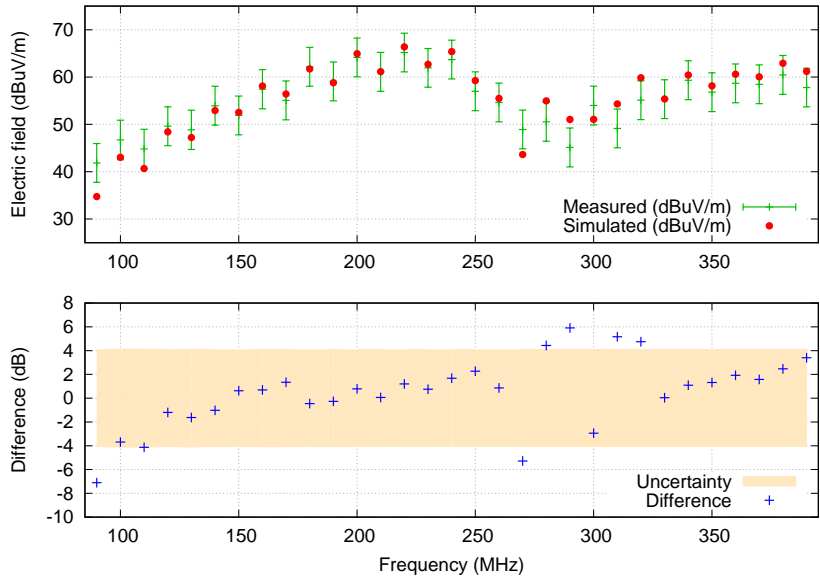 70
60
50
40
30
Electric field (dBuV/m)
Measured (dBuV/m)
Simulated (dBuV/m)
100 150 200 250 300 350
8
6
4
2
0
-2
-4
-6
-8
-10
Difference (dB)
Uncertainty
Difference
100 150 200 250 300 350
Frequency (MHz)